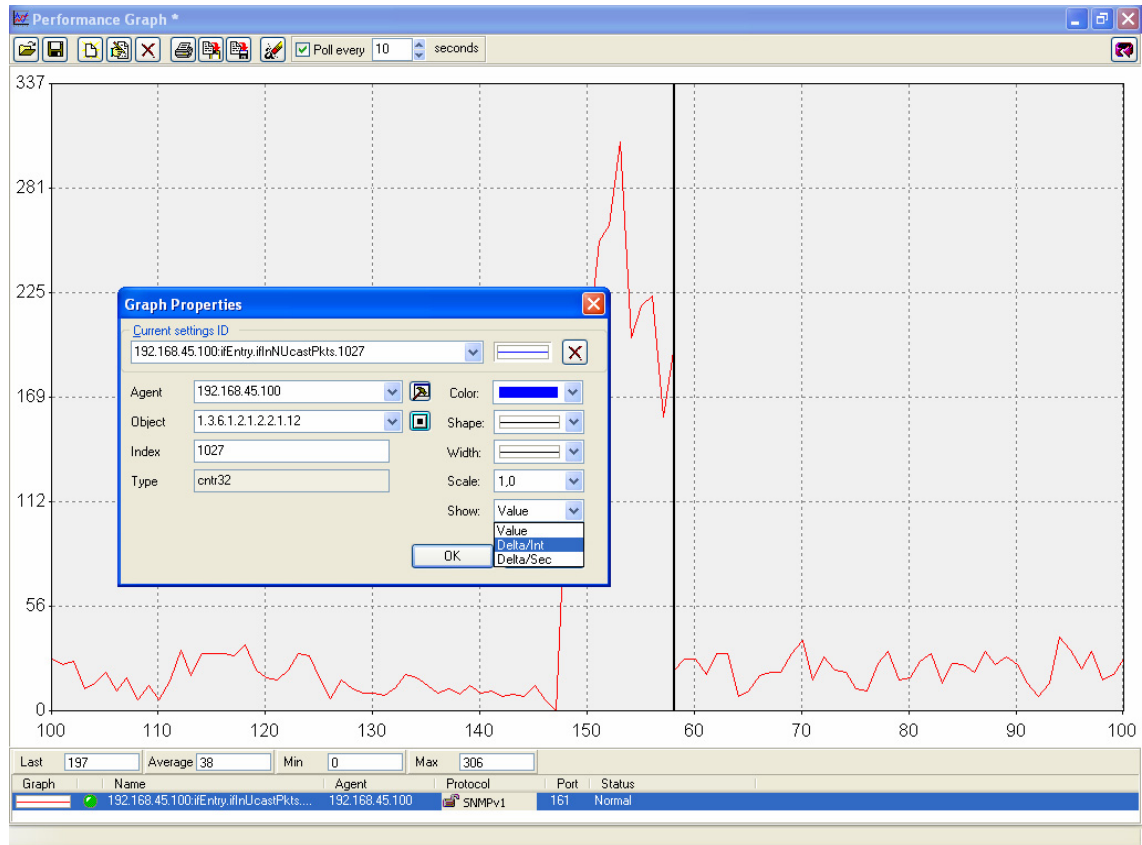 Performance Graph *
Poll every 10 seconds
337
281
225
169
112
56
0
100 110 120 130 140 150 60 70 80 90 100
Graph Properties
Current settings ID
192.168.45.100:ifEntry.ifInNUcastPkts.1027
Agent 192.168.45.100 Color:
Object 1.3.6.1.2.1.2.2.1.12 Shape:
Index 1027 Width:
Type cntr32 Scale: 1,0
Show: Value
Value
Delta/Int
Delta/Sec
OK
Last 197 Average 38 Min 0 Max 306
Graph Name Agent Protocol Port Status
192.168.45.100:ifEntry.ifInUcastPkts.... 192.168.45.100 SNMPv1 161 Normal